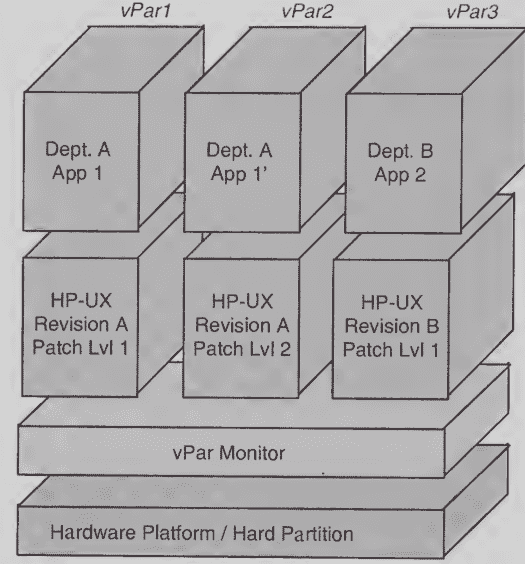 vPar1 vPar2 vPar3
Dept. A
App 1
Dept. A
App 1’
Dept. B
App 2
HP-UX
Revision A
Patch Lvl 1
HP-UX
Revision A
Patch Lvl 2
HP-UX
Revision B
Patch Lvl 1
vPar Monitor
Hardware Platform / Hard Partition